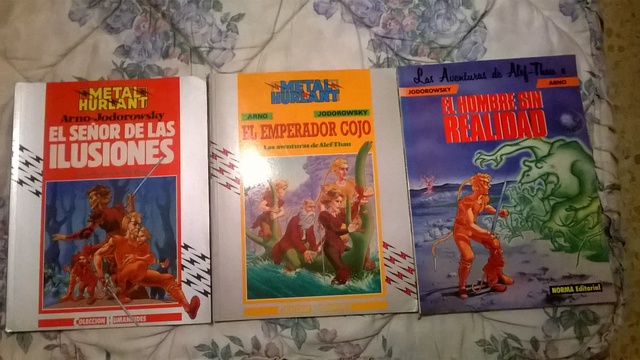 METAL
HURLANT
Arno-Jodorowsky
EL SEÑOR DE LAS
ILUSIONES
COLECCION HUMANOIDES
METAL
HURLANT
ARNO
JODOROWSKY
EL EMPERADOR COJO
Las aventuras de Alef-Thau
Las Aventuras de Alef-Thau 5
JODOROWSKY
ARNO
EL HOMBRE SIN
REALIDAD
NORMA Editorial